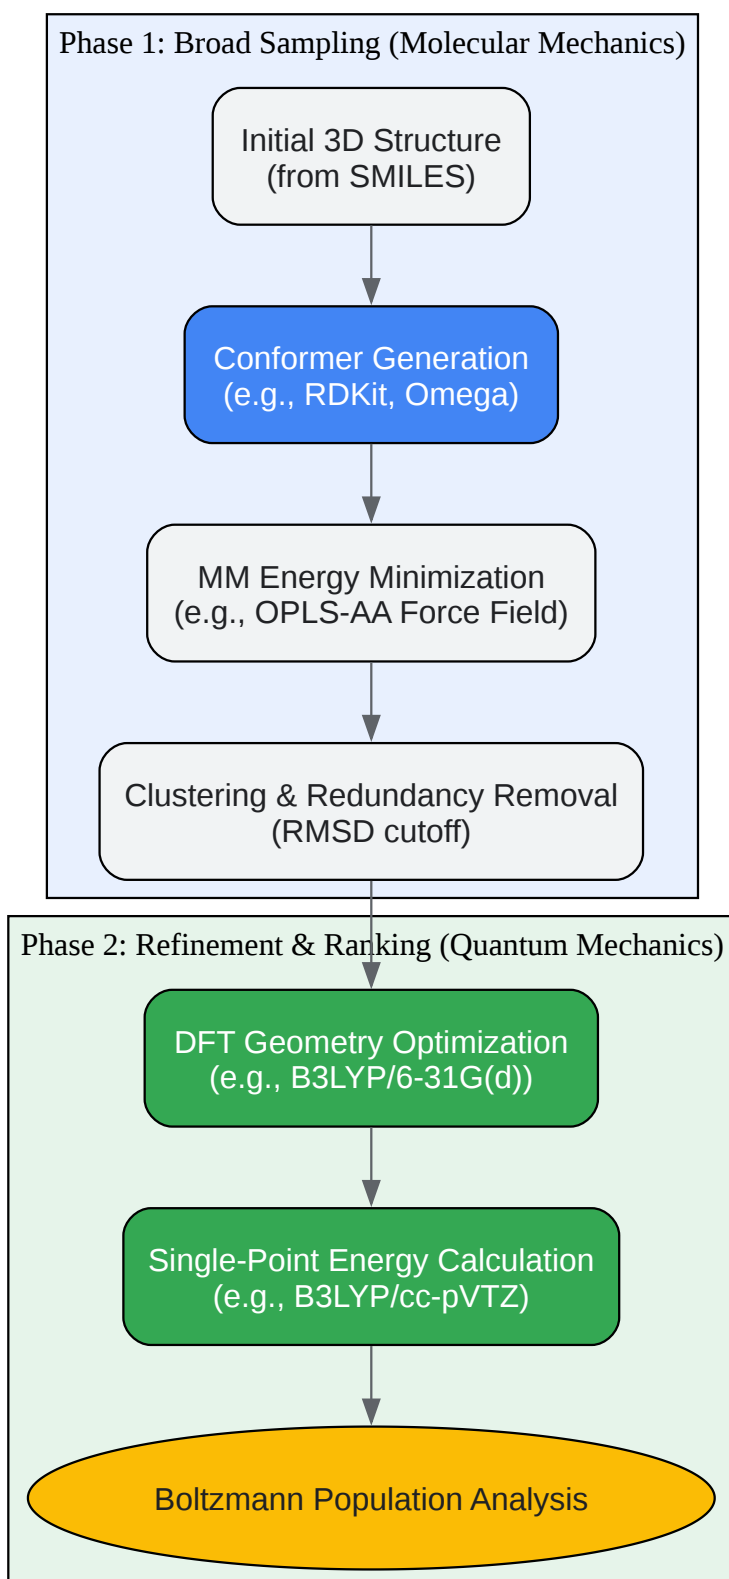 Phase 1: Broad Sampling (Molecular Mechanics)
Initial 3D Structure
(from SMILES)
Conformer Generation
(e.g., RDKit, Omega)
MM Energy Minimization
(e.g., OPLS-AA Force Field)
Clustering & Redundancy Removal
(RMSD cutoff)
Phase 2: Refinement & Ranking (Quantum Mechanics)
DFT Geometry Optimization
(e.g., B3LYP/6-31G(d))
Single-Point Energy Calculation
(e.g., B3LYP/cc-pVTZ)
Boltzmann Population Analysis